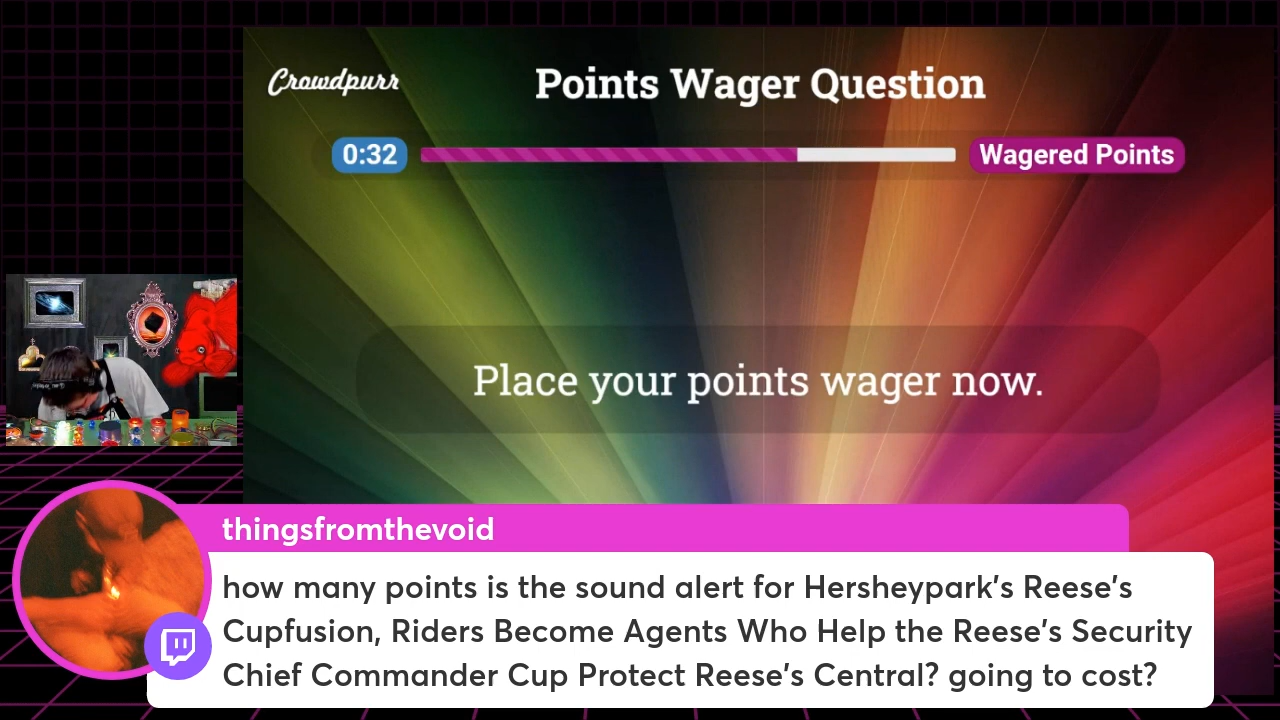 Crowdpurr
Points Wager Question
0:32
Wagered Points
Place your points wager now.
thingsfromthevoid
how many points is the sound alert for Hersheypark's Reese's
Cupfusion, Riders Become Agents Who Help the Reese's Security
Chief Commander Cup Protect Reese's Central? going to cost?